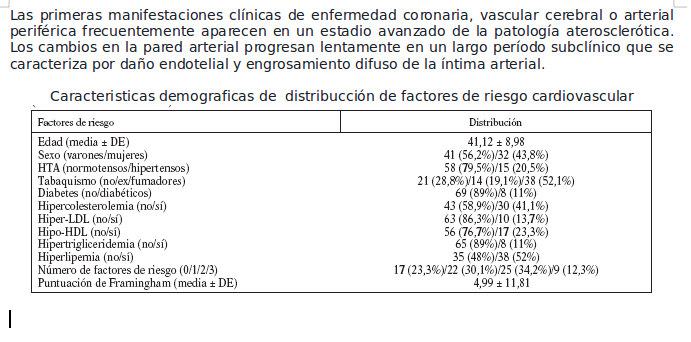 Las primeras manifestaciones clínicas de enfermedad coronaria, vascular cerebral o arterial
periférica frecuentemente aparecen en un estadio avanzado de la patología aterosclerótica.
Los cambios en la pared arterial progresan lentamente en un largo período subclínico que se
caracteriza por daño endotelial y engrosamiento difuso de la íntima arterial.
Caracteristicas demograficas de distribucción de factores de riesgo cardiovascular
Factores de riesgo Distribución
Edad (media ± DE) 41,12 ± 8,98
Sexo (varones/mujeres) 41 (56,2%)/32 (43,8%)
HTA (normotensos/hipertensos) 58 (79,5%)/15 (20,5%)
Tabaquismo (no/ex/fumadores) 21 (28,8%)/14 (19,1%)/38 (52,1%)
Diabetes (no/diabéticos) 69 (89%)/8 (11%)
Hipercolesterolemia (no/sí) 43 (58,9%)/30 (41,1%)
Hiper-LDL (no/sí) 63 (86,3%)/10 (13,7%)
Hipo-HDL (no/sí) 56 (76,7%)/17 (23,3%)
Hipertrigliceridemia (no/sí) 65 (89%)/8 (11%)
Hiperlipemia (no/sí) 35 (48%)/38 (52%)
Número de factores de riesgo (0/1/2/3) 17 (23,3%)/22 (30,1%)/25 (34,2%)/9 (12,3%)
Puntuación de Framingham (media ± DE) 4,99 ± 11,81